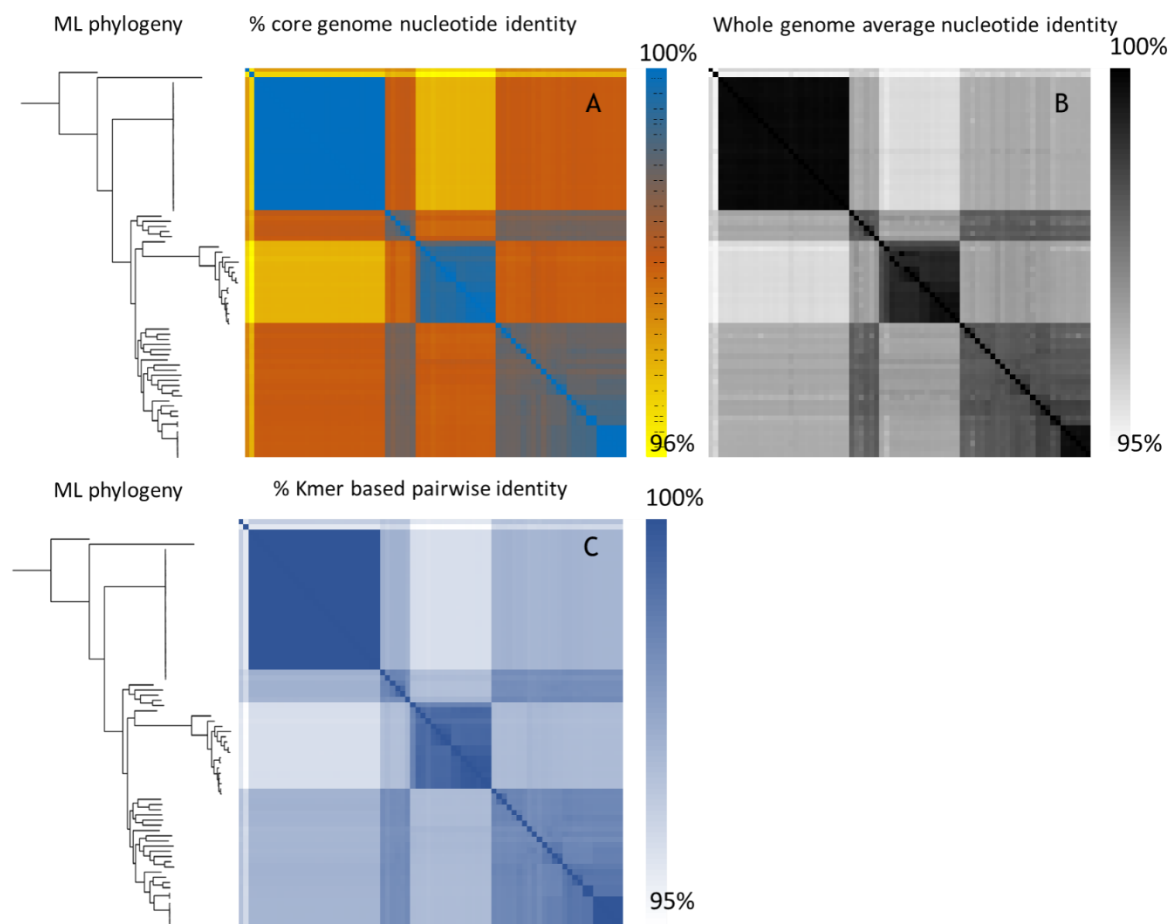 ML phylogeny
% core genome nucleotide identity
Whole genome average nucleotide identity
100%
100%
A
B
96%
95%
ML phylogeny
% Kmer based pairwise identity
100%
C
95%